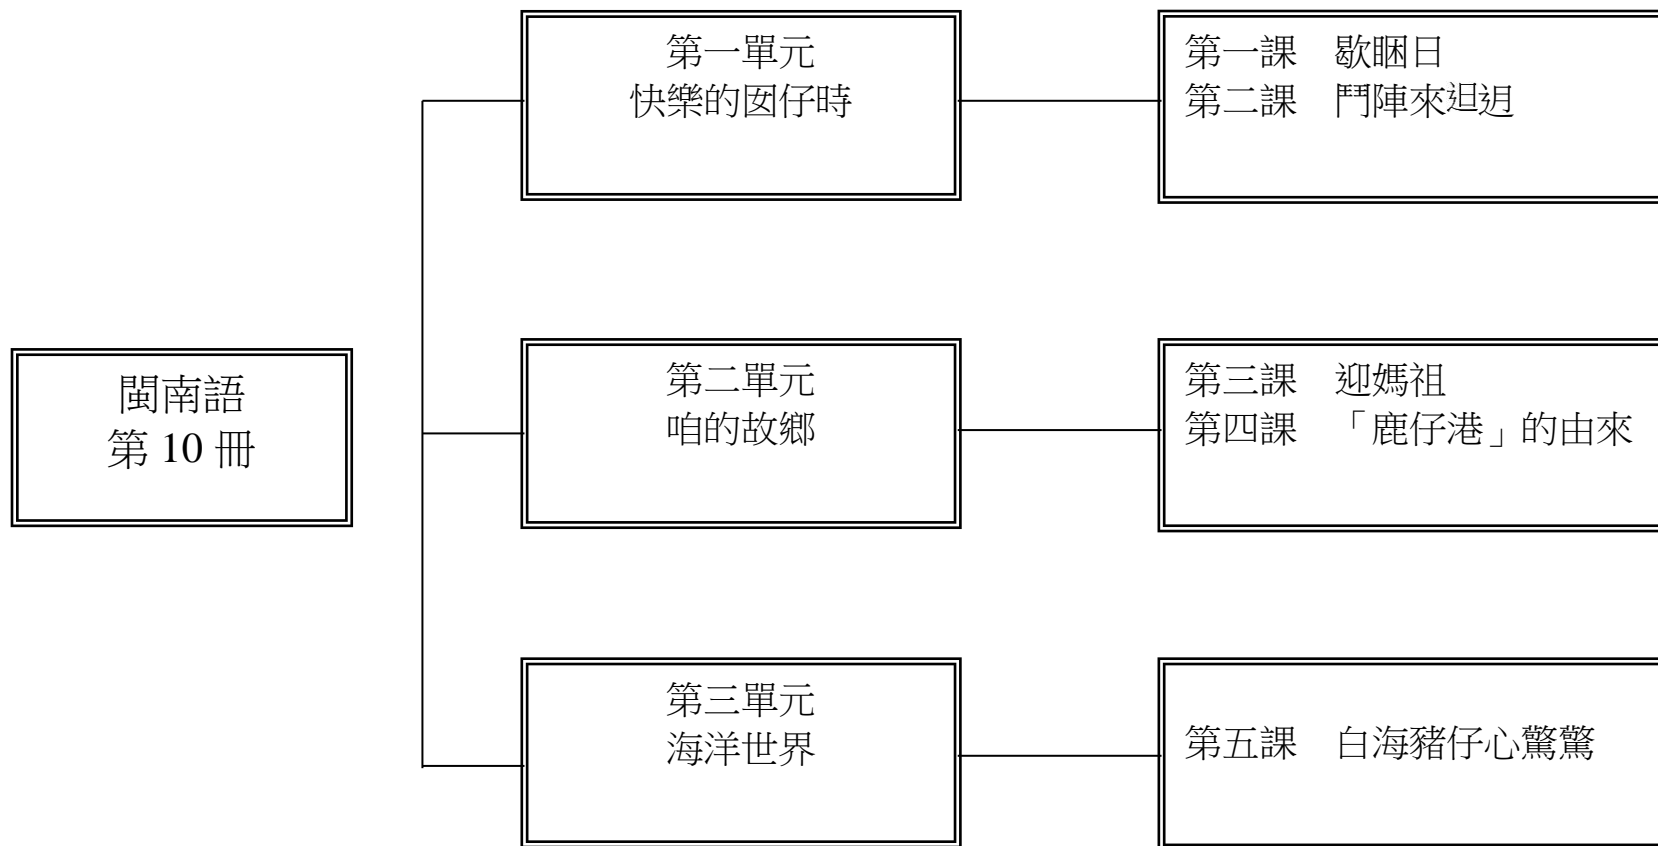 閩南語
第 10 冊
第一單元
快樂的囡仔時
第一課　歇睏日
第二課　鬥陣來𨑨迌
第二單元
咱的故鄉
第三課　迎媽祖
第四課　「鹿仔港」的由來
第三單元
海洋世界
第五課　白海豬仔心驚驚